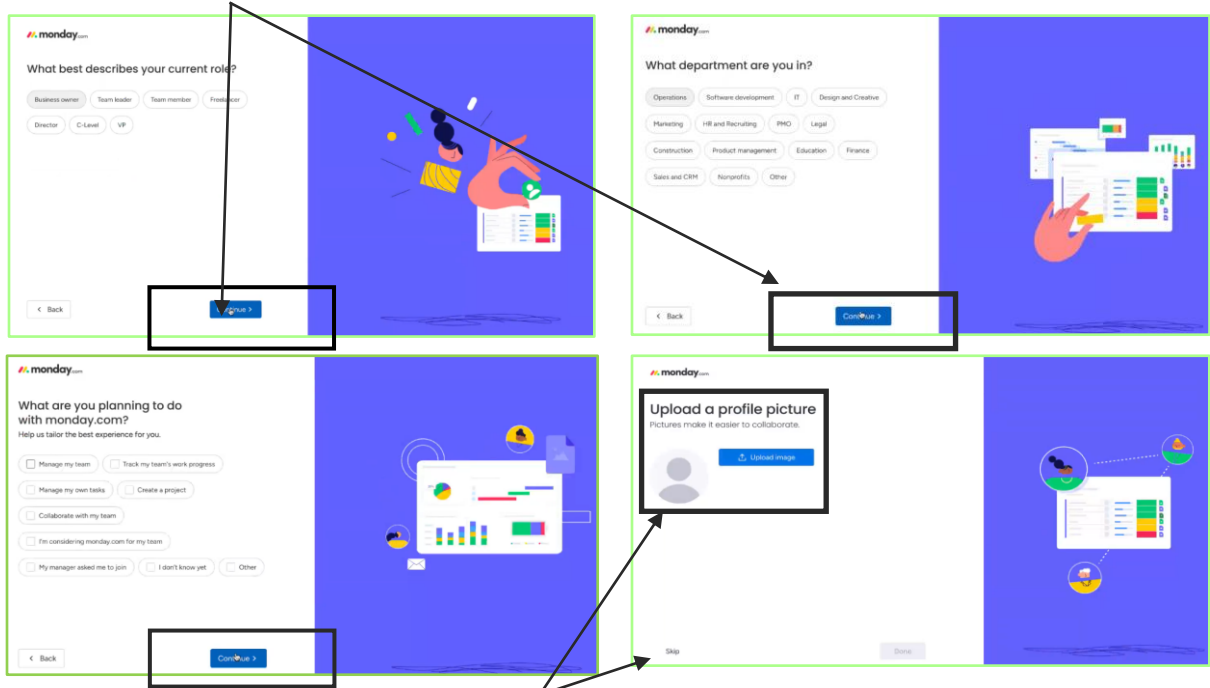 monday.com
What best describes your current role?
Business owner Team leader Team member Freelancer
Director C-Level VP
< Back Continue >
monday.com
What department are you in?
Operations Software development IT Design and Creative
Marketing HR and Recruiting PMO Legal
Construction Product management Education Finance
Sales and CRM Nonprofits Other
< Back Continue >
monday.com
What are you planning to do
with monday.com?
Help us tailor the best experience for you.
Manage my team Track my team's work progress
Manage my own tasks Create a project
Collaborate with my team
I'm considering monday.com for my team
My manager asked me to join I don't know yet Other
< Back Continue >
monday.com
Upload a profile picture
Pictures make it easier to collaborate.
Upload image
Skip Done